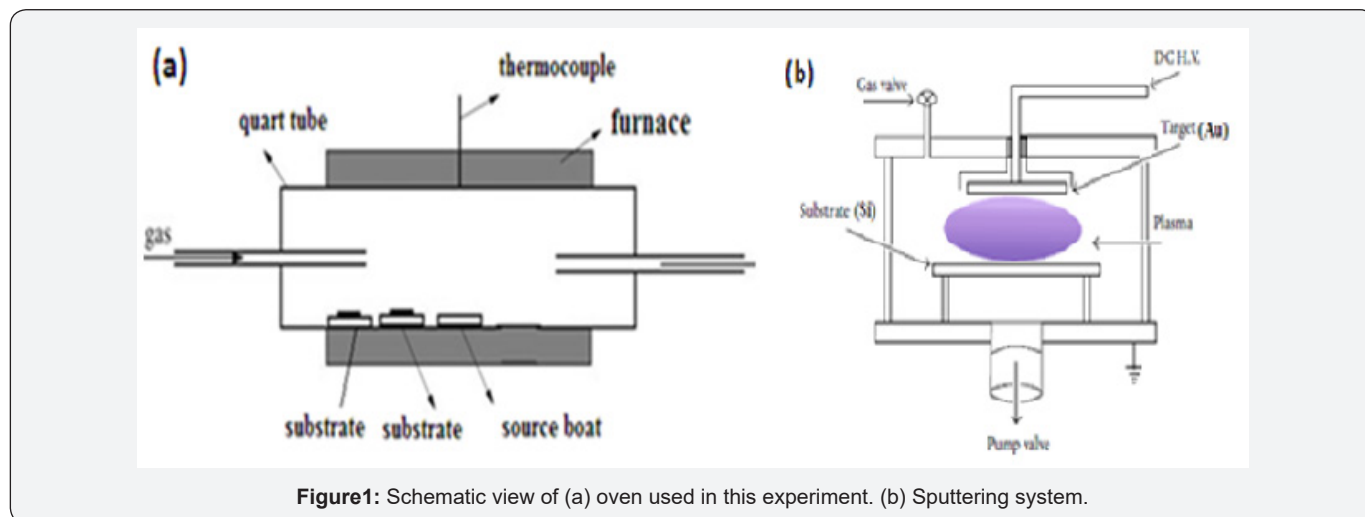 (a)
thermocouple
quart tube
furnace
gas
substrate
substrate
source boat
(b)
DC H.V.
Gas valve
Target (Au)
Substrate (Si)
Plasma
Pump valve
Figure1: Schematic view of (a) oven used in this experiment. (b) Sputtering system.